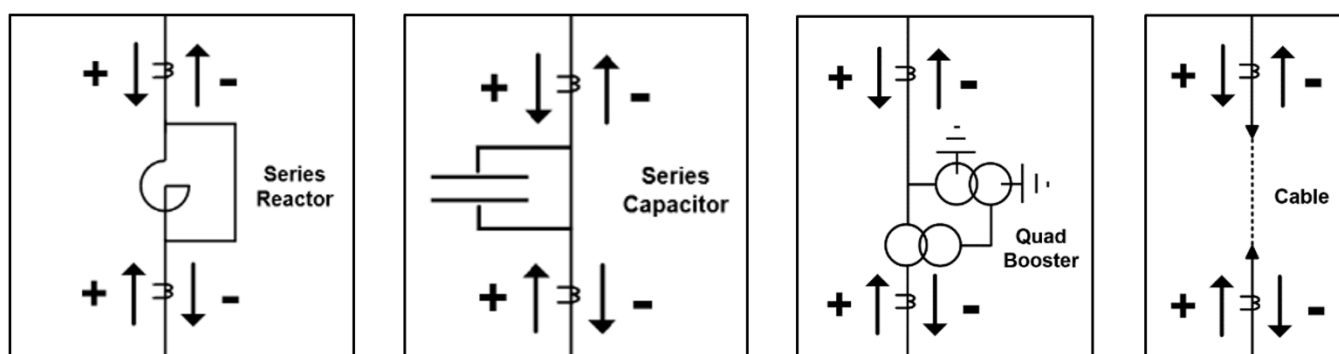 + -
Series
Reactor
+ -
+ -
Series
Capacitor
+ -
+ -
Quad
Booster
+ -
+ -
Cable
+ -